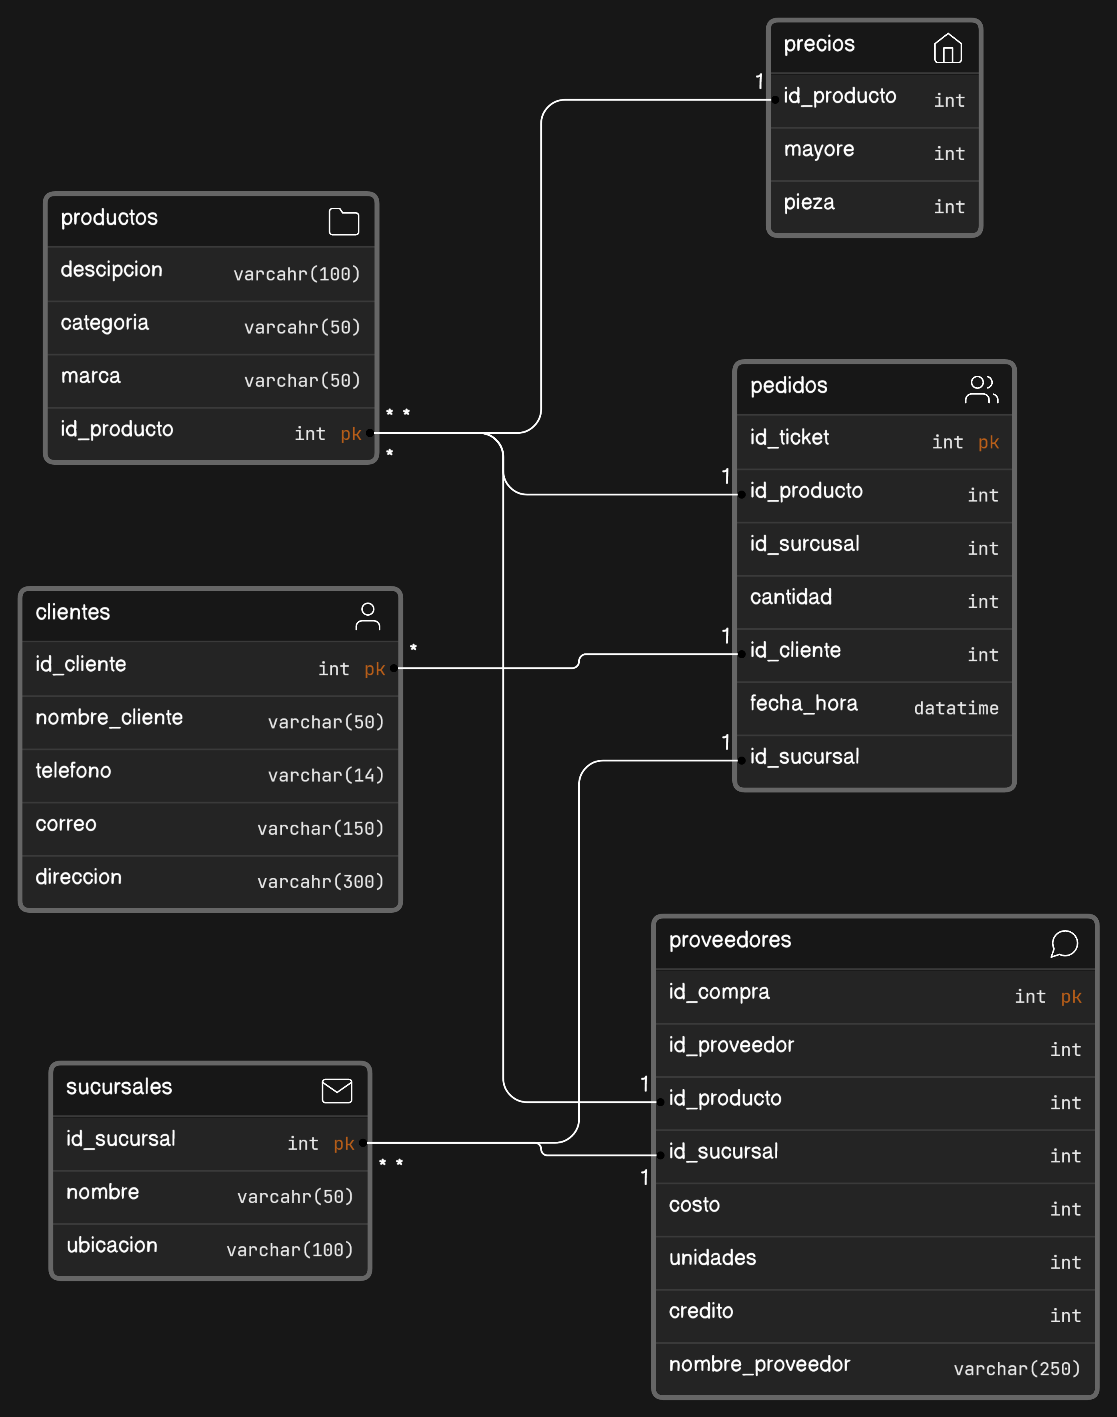 precios
1
id_producto int
mayore int
pieza int
productos
descipcion varcahr(100)
categoria varcahr(50)
marca varchar(50)
id_producto int pk
* *
*
pedidos
id_ticket int pk
1
id_producto int
id_surcusal int
cantidad int
1
id_cliente int
fecha_hora datatime
1
id_sucursal
clientes
id_cliente int pk
*
nombre_cliente varchar(50)
telefono varchar(14)
correo varchar(150)
direccion varcahr(300)
proveedores
id_compra int pk
id_proveedor int
1
id_producto int
id_sucursal int
1
costo int
unidades int
credito int
nombre_proveedor varchar(250)
sucursales
id_sucursal int pk
* *
nombre varcahr(50)
ubicacion varchar(100)